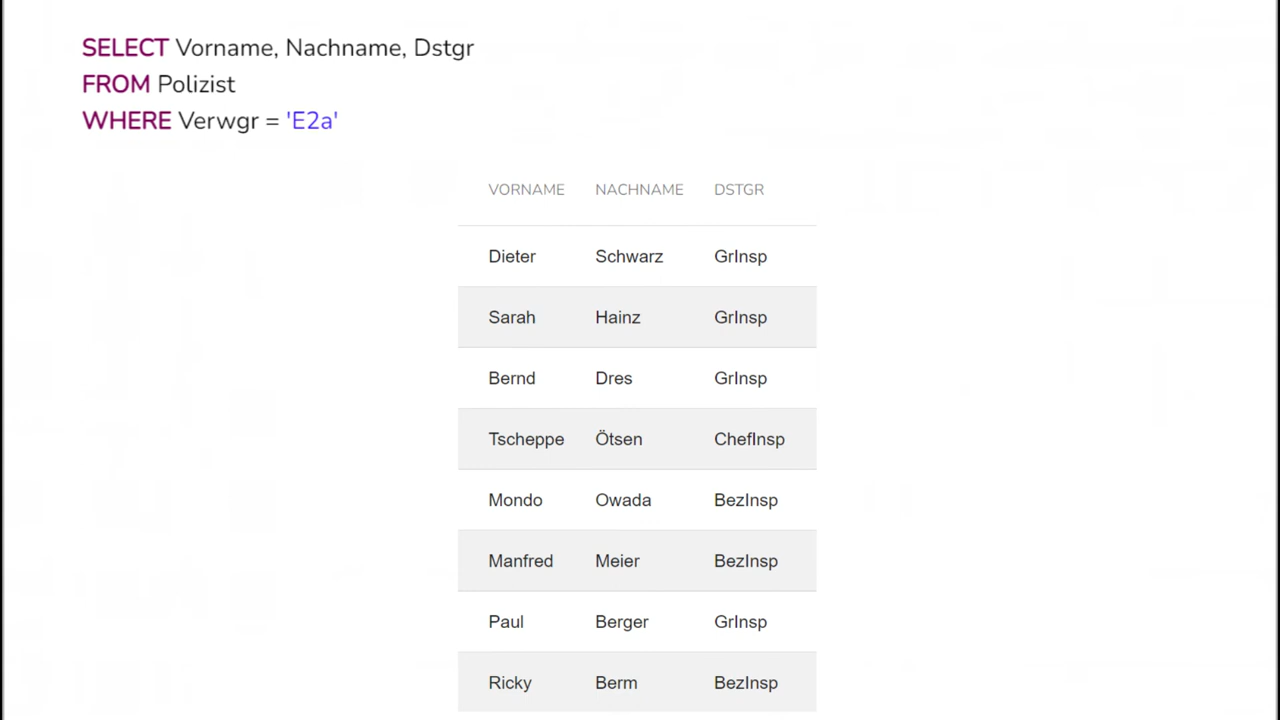 SELECT Vorname, Nachname, Dstgr
FROM Polizist
WHERE Verwgr = 'E2a'
VORNAME NACHNAME DSTGR
Dieter Schwarz GrInsp
Sarah Hainz GrInsp
Bernd Dres GrInsp
Tscheppe Ötsen ChefInsp
Mondo Owada BezInsp
Manfred Meier BezInsp
Paul Berger GrInsp
Ricky Berm BezInsp